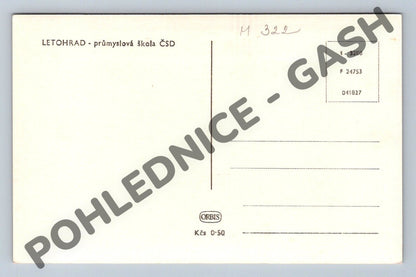 M 322
LETOHRAD - průmyslová škola ČSD
F 24753
041827
POHLEDNICE - GASH
ORBIS
Kčs 0·50